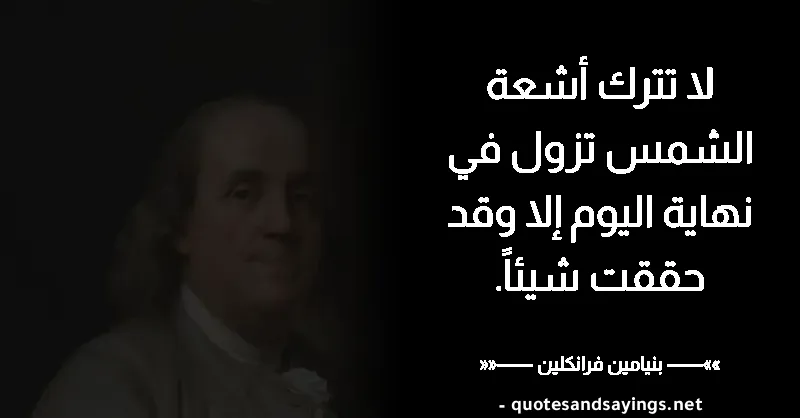 لا تترك أشعة
الشمس تزول في
نهاية اليوم إلا وقد
حققت شيئاً.
»»—— بنيامين فرانكلين ——««
- quotesandsayings.net